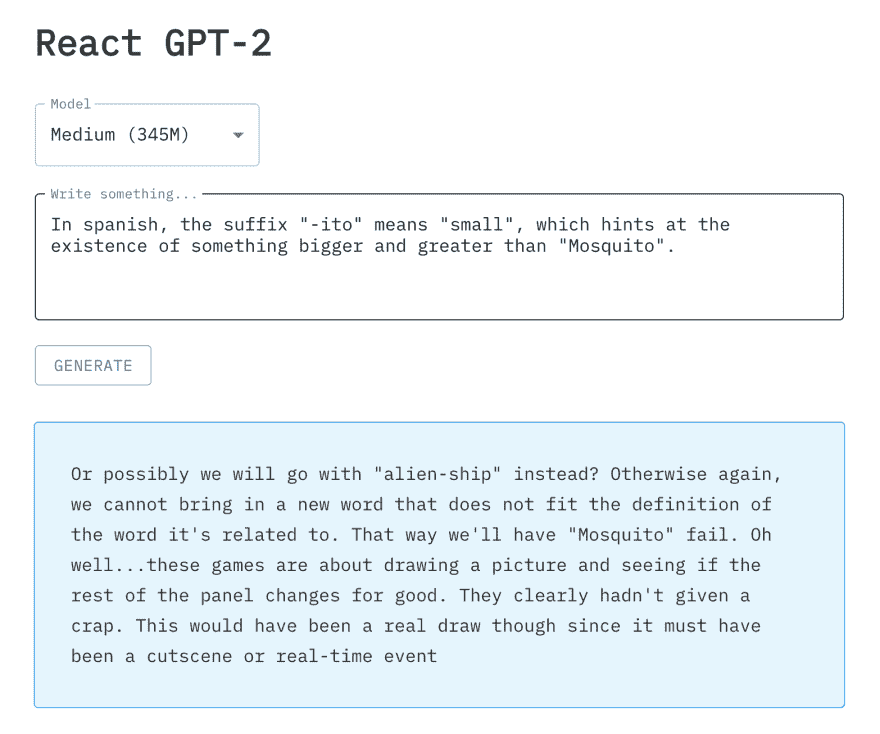 React GPT-2
Model
Medium (345M)
Write something...
In spanish, the suffix "-ito" means "small", which hints at the
existence of something bigger and greater than "Mosquito".
GENERATE
Or possibly we will go with "alien-ship" instead? Otherwise again,
we cannot bring in a new word that does not fit the definition of
the word it's related to. That way we'll have "Mosquito" fail. Oh
well...these games are about drawing a picture and seeing if the
rest of the panel changes for good. They clearly hadn't given a
crap. This would have been a real draw though since it must have
been a cutscene or real-time event